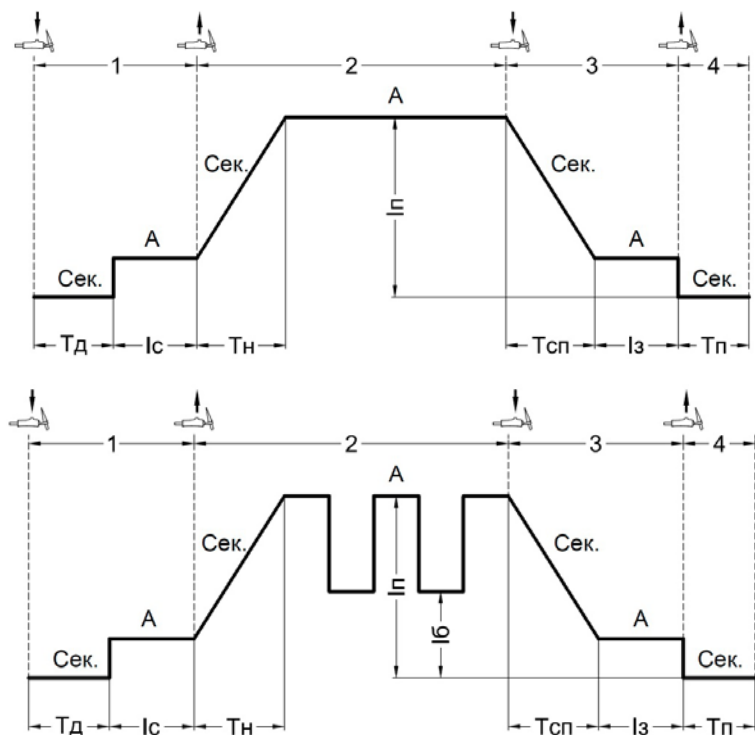 1 2 3 4
А
Сек. Сек.
Iп
А А
Сек. Сек.
Tд Iс Tн Tсп Iз Tп
1 2 3 4
А
Сек. Сек.
Iп
Iб
А А
Сек. Сек.
Tд Iс Tн Tсп Iз Tп